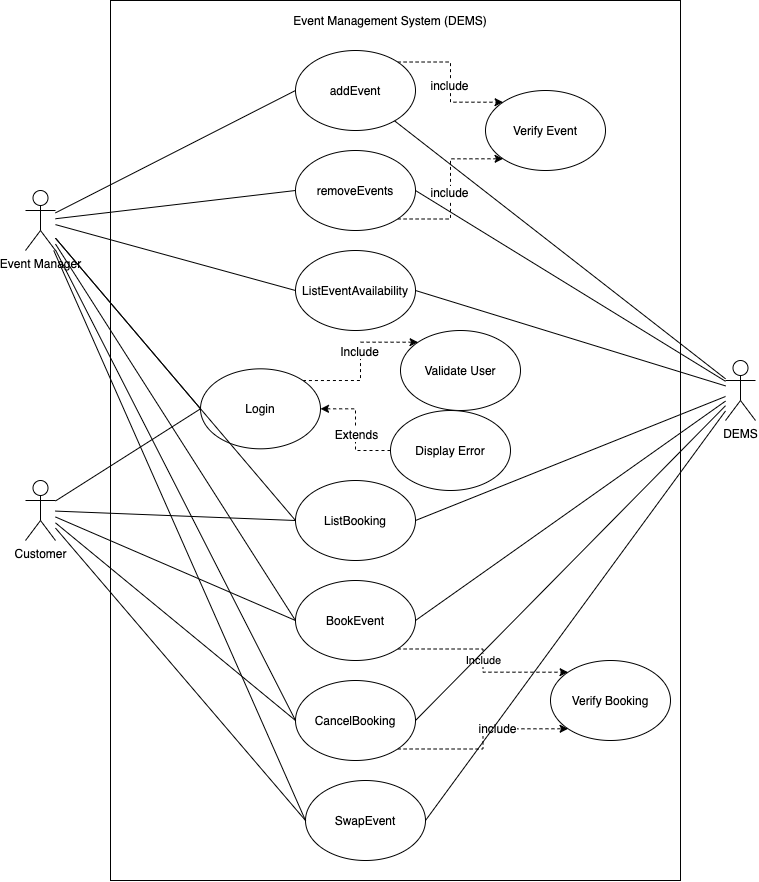 Event Management System (DEMS)
addEvent
include
Verify Event
removeEvents
include
Event Manager
ListEventAvailability
Include
Validate User
Login
Extends
Display Error
DEMS
ListBooking
Customer
BookEvent
Include
Verify Booking
CancelBooking
include
SwapEvent